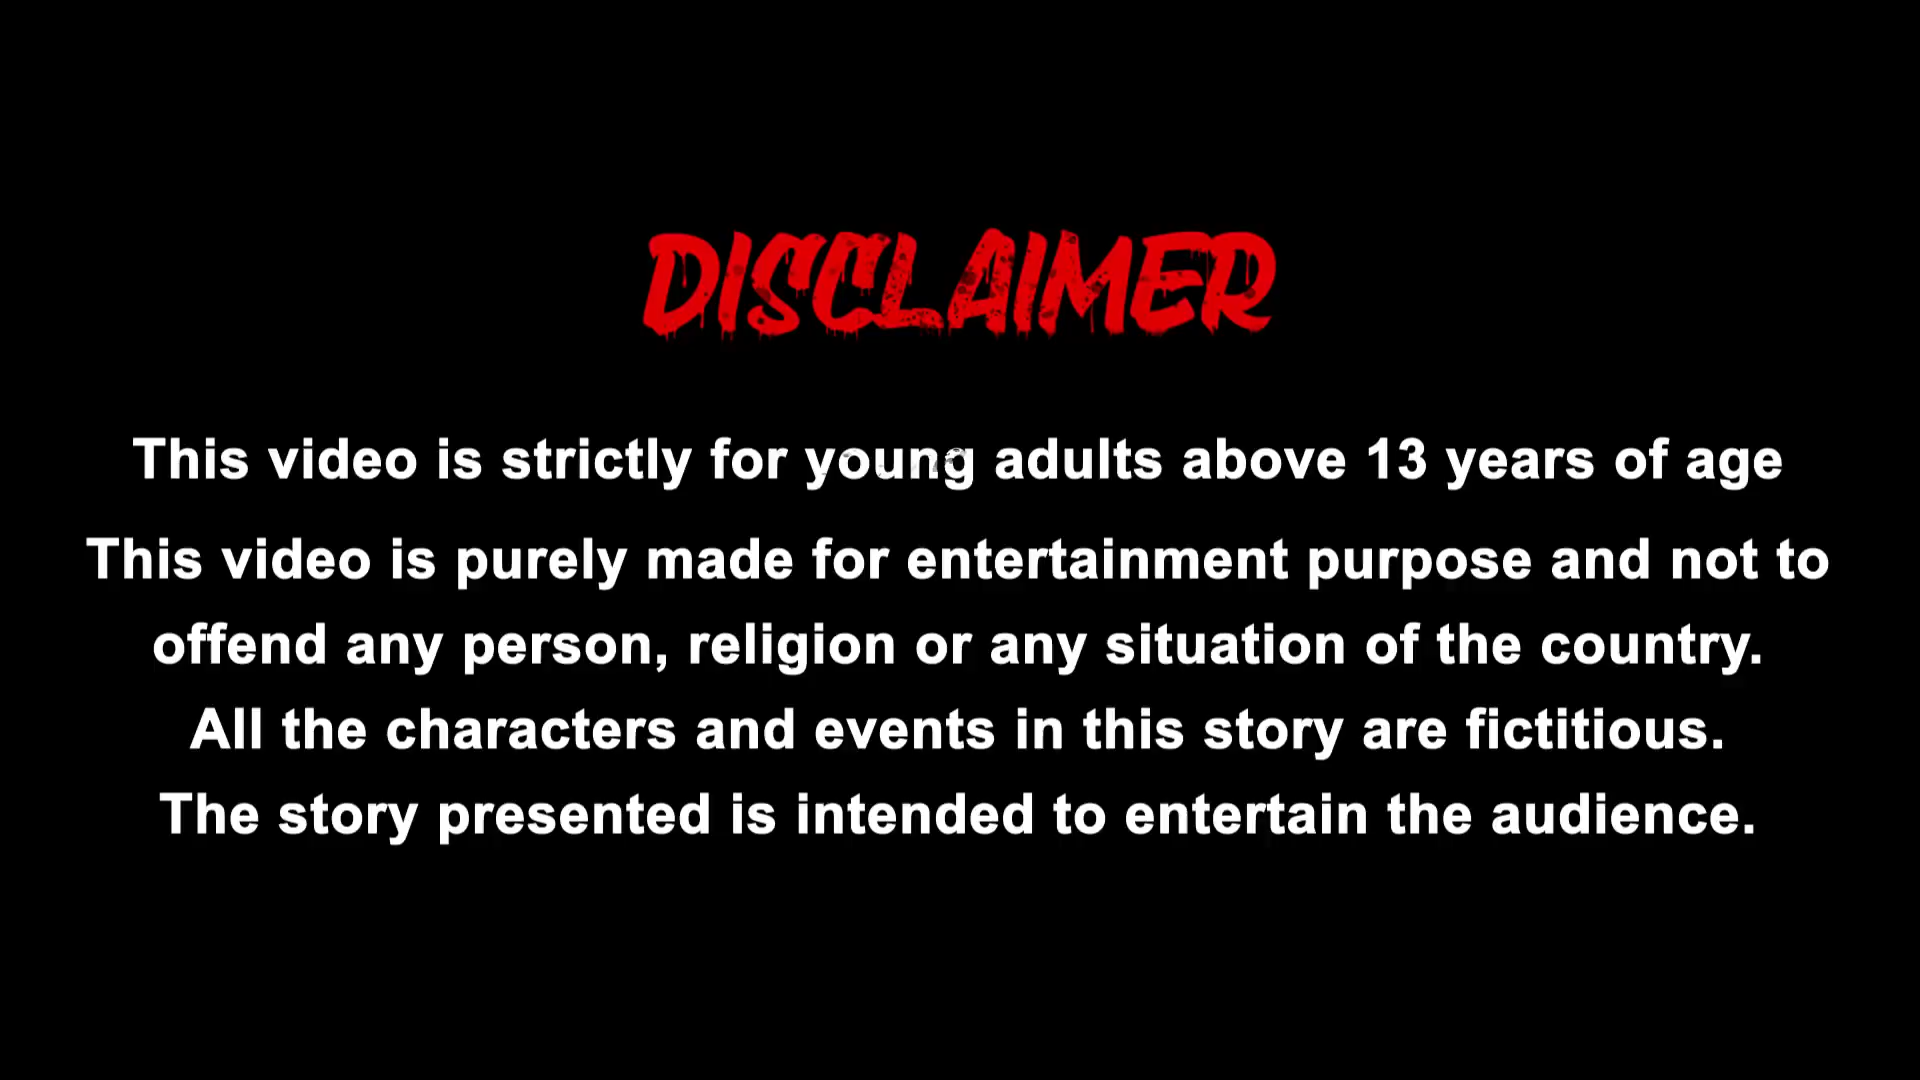 DISCLAIMER
This video is strictly for young adults above 13 years of age
This video is purely made for entertainment purpose and not to
offend any person, religion or any situation of the country.
All the characters and events in this story are fictitious.
The story presented is intended to entertain the audience.